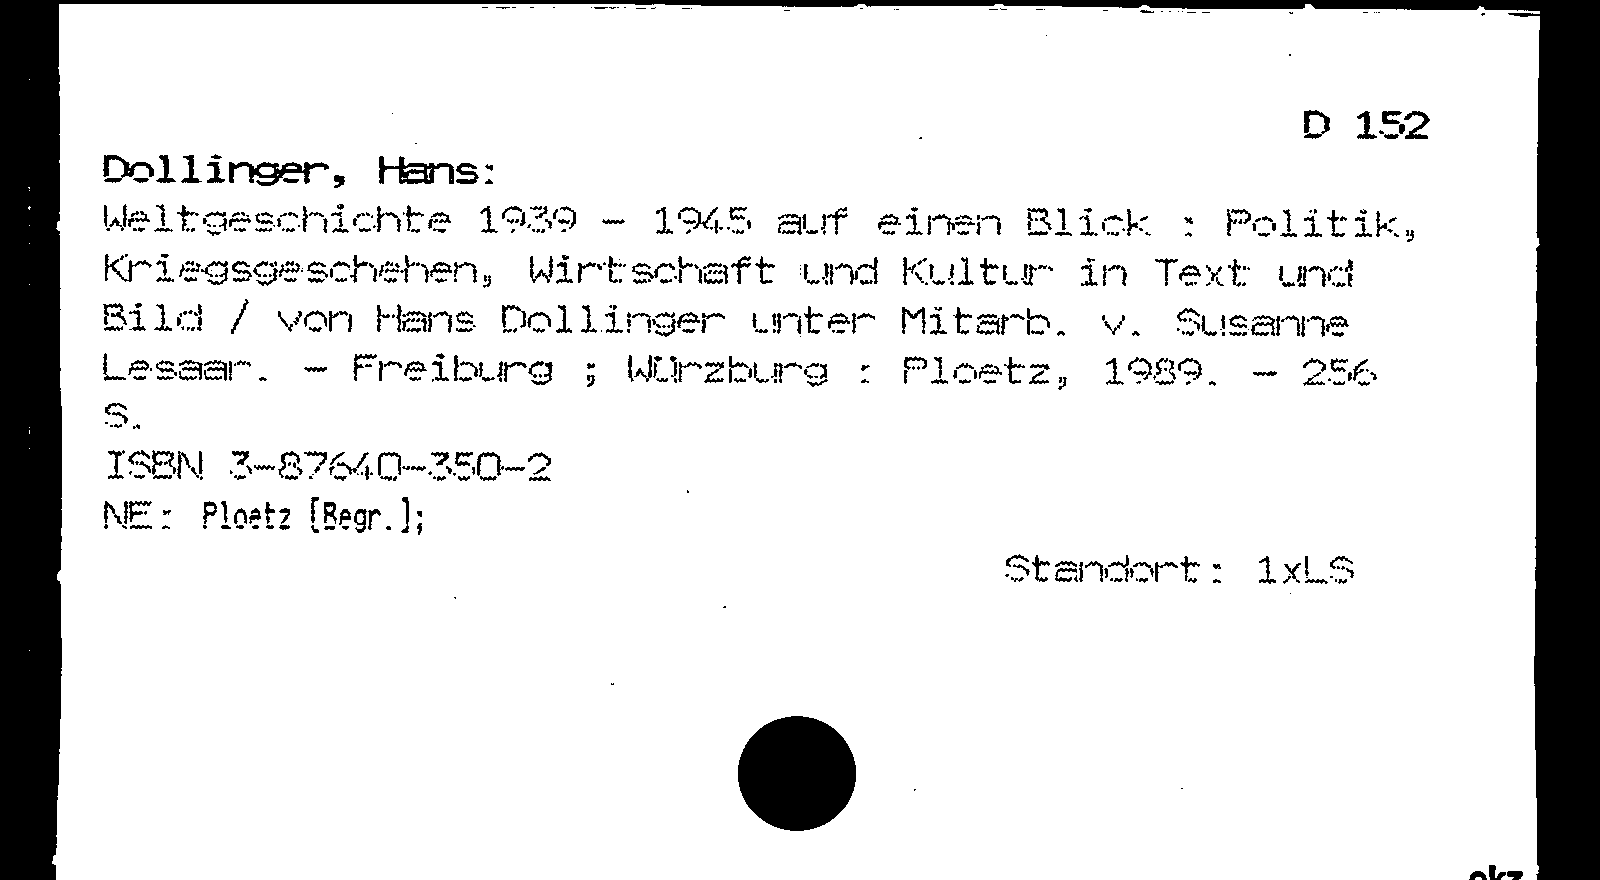 D 152
Dollinger, Hans:
Weltgeschichte 1939 - 1945 auf einen Blick : Politik,
Kriegsgeschehen, Wirtschaft und Kultur in Text und
Bild / von Hans Dollinger unter Mitarb. v. Susanne
Lesaar. - Freiburg ; Würzburg : Ploetz, 1989. - 256
S.
ISBN 3-87640-350-2
NE: Ploetz [Begr.];
Standort: 1xLS
ekz